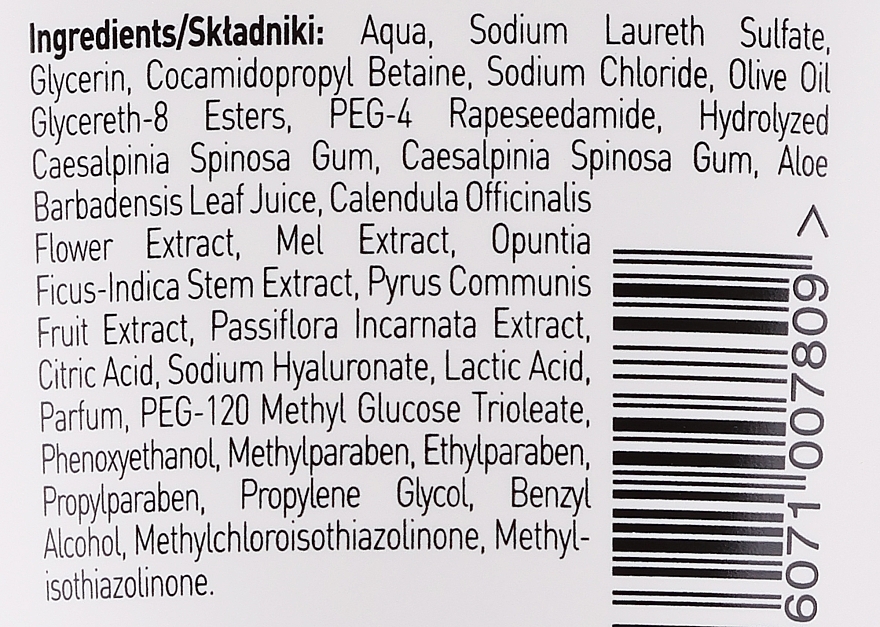 Ingredients/Składniki: Aqua, Sodium Laureth Sulfate,
Glycerin, Cocamidopropyl Betaine, Sodium Chloride, Olive Oil
Glycereth-8 Esters, PEG-4 Rapeseedamide, Hydrolyzed
Caesalpinia Spinosa Gum, Caesalpinia Spinosa Gum, Aloe
Barbadensis Leaf Juice, Calendula Officinalis
Flower Extract, Mel Extract, Opuntia
Ficus-Indica Stem Extract, Pyrus Communis
Fruit Extract, Passiflora Incarnata Extract,
Citric Acid, Sodium Hyaluronate, Lactic Acid,
Parfum, PEG-120 Methyl Glucose Trioleate,
Phenoxyethanol, Methylparaben, Ethylparaben,
Propylparaben, Propylene Glycol, Benzyl
Alcohol, Methylchloroisothiazolinone, Methyl-
isothiazolinone.
6071 007809 >